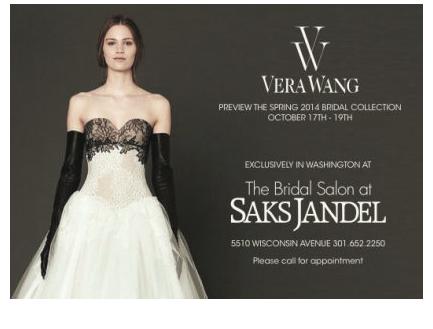 VW
VERA WANG
PREVIEW THE SPRING 2014 BRIDAL COLLECTION
OCTOBER 17TH - 19TH
EXCLUSIVELY IN WASHINGTON AT
The Bridal Salon at
SAKS JANDEL
5510 WISCONSIN AVENUE 301.652.2250
Please call for appointment